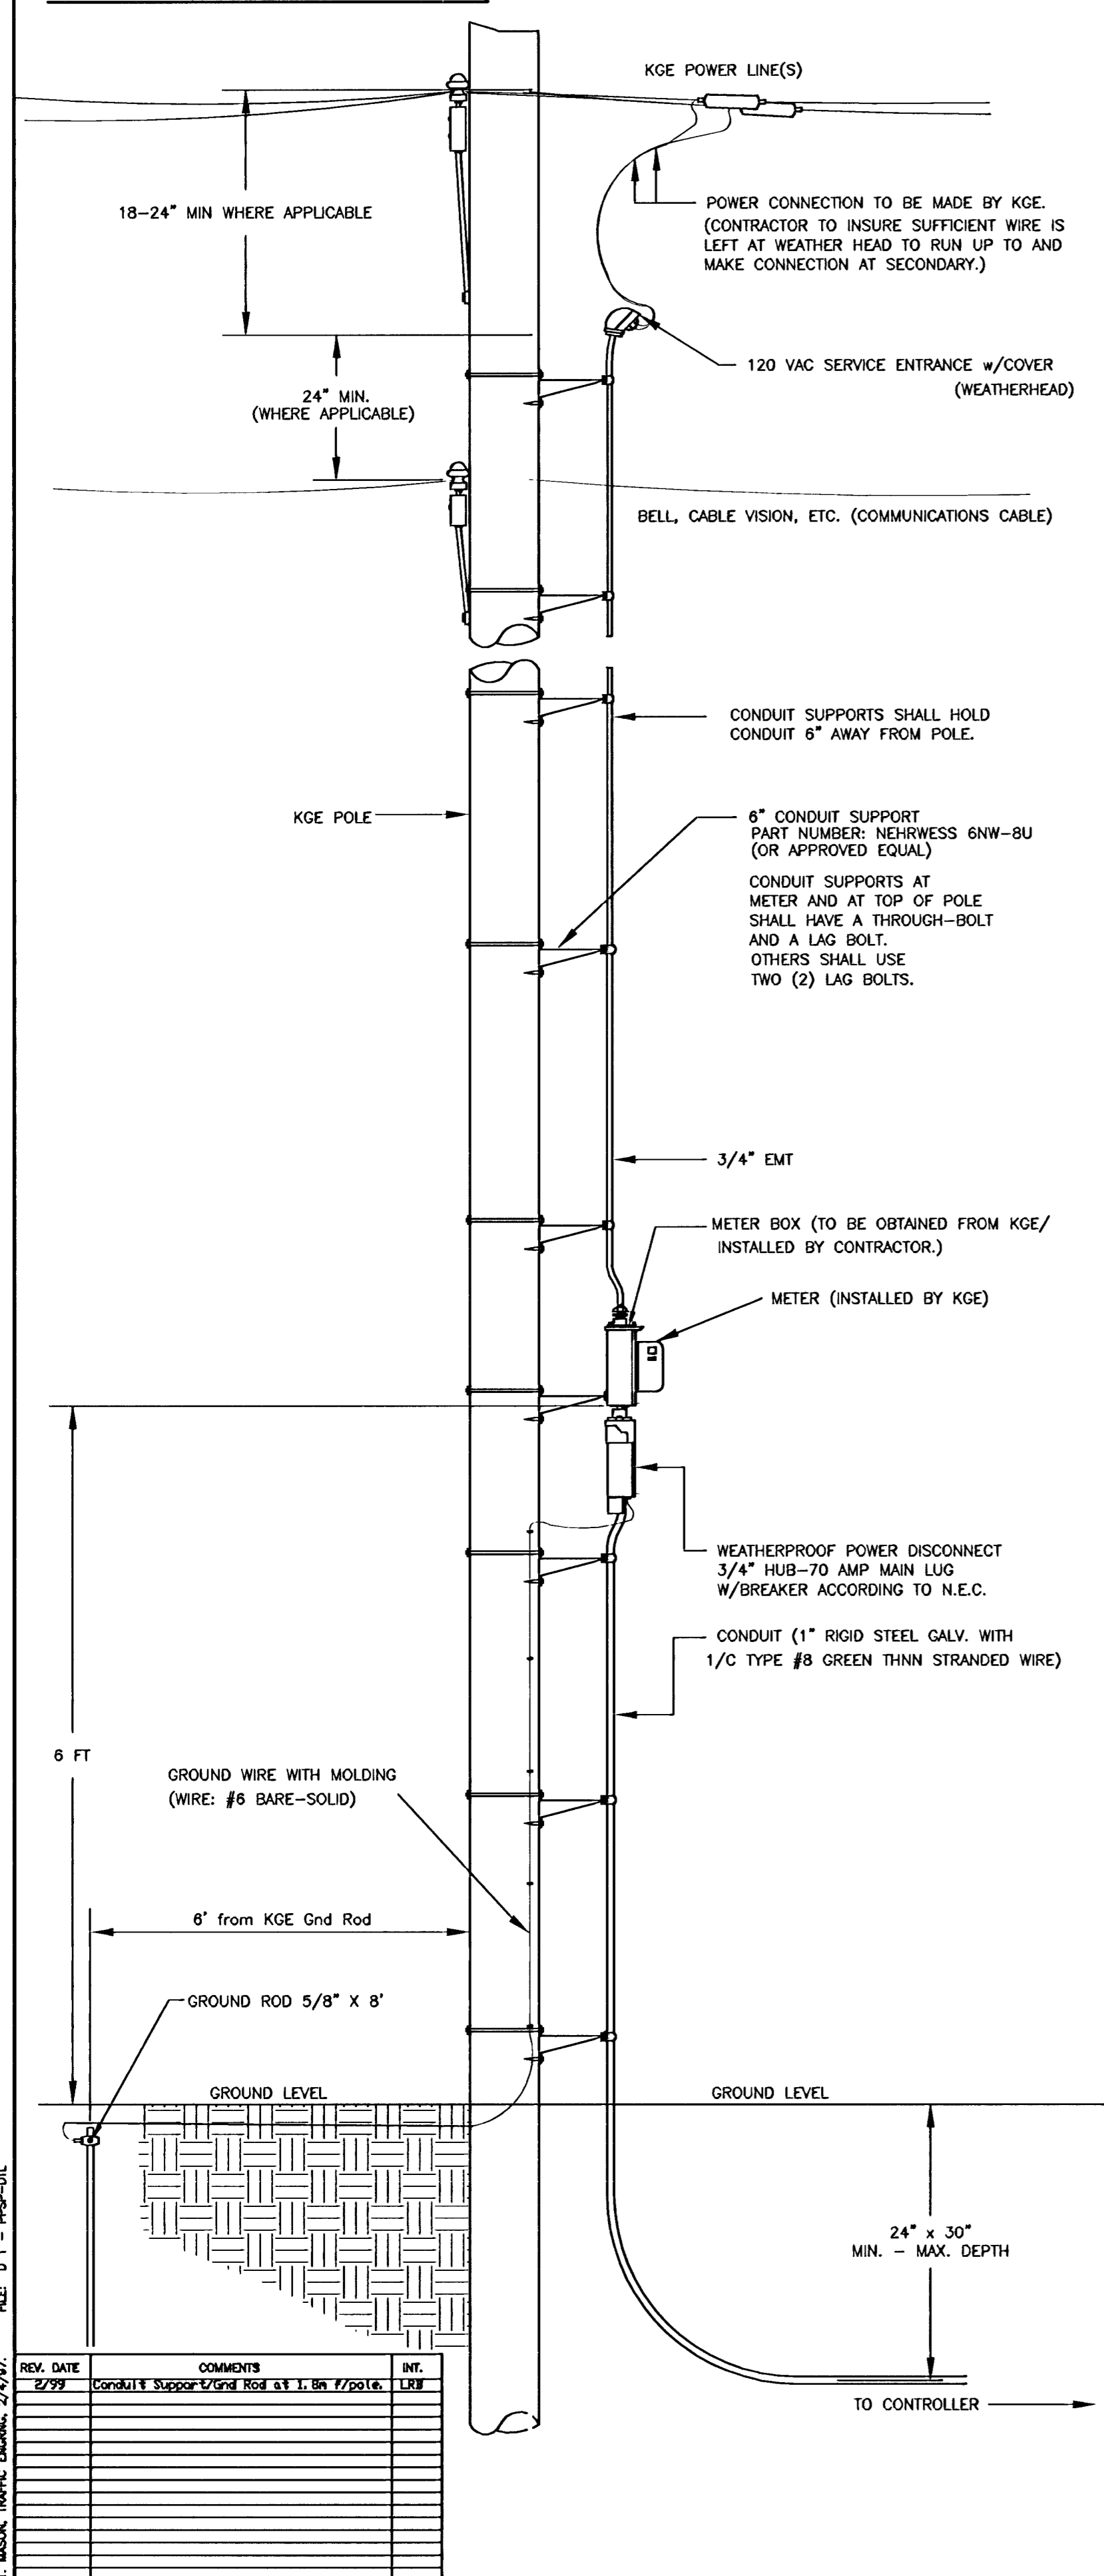 KGE POWER LINE(S)
18-24" MIN WHERE APPLICABLE
POWER CONNECTION TO BE MADE BY KGE.
(CONTRACTOR TO INSURE SUFFICIENT WIRE IS
LEFT AT WEATHER HEAD TO RUN UP TO AND
MAKE CONNECTION AT SECONDARY.)
120 VAC SERVICE ENTRANCE w/COVER
(WEATHERHEAD)
24" MIN.
(WHERE APPLICABLE)
BELL, CABLE VISION, ETC. (COMMUNICATIONS CABLE)
CONDUIT SUPPORTS SHALL HOLD
CONDUIT 6" AWAY FROM POLE.
KGE POLE
6" CONDUIT SUPPORT
PART NUMBER: NEHRWESS 6NW-8U
(OR APPROVED EQUAL)
CONDUIT SUPPORTS AT
METER AND AT TOP OF POLE
SHALL HAVE A THROUGH-BOLT
AND A LAG BOLT.
OTHERS SHALL USE
TWO (2) LAG BOLTS.
3/4" EMT
METER BOX (TO BE OBTAINED FROM KGE/
INSTALLED BY CONTRACTOR.)
METER (INSTALLED BY KGE)
WEATHERPROOF POWER DISCONNECT
3/4" HUB-70 AMP MAIN LUG
W/BREAKER ACCORDING TO N.E.C.
CONDUIT (1" RIGID STEEL GALV. WITH
1/C TYPE #8 GREEN THNN STRANDED WIRE)
6 FT
GROUND WIRE WITH MOLDING
(WIRE: #6 BARE-SOLID)
6' from KGE Gnd Rod
GROUND ROD 5/8" X 8'
GROUND LEVEL
GROUND LEVEL
24" x 30"
MIN. - MAX. DEPTH
TO CONTROLLER
REV. DATE COMMENTS INT.
2/99 Conduit Support/Gnd Rod at 1.8m f/pole. LRB
MASON, TRAFFIC ENGRNG, 2/4/97.
FILE: